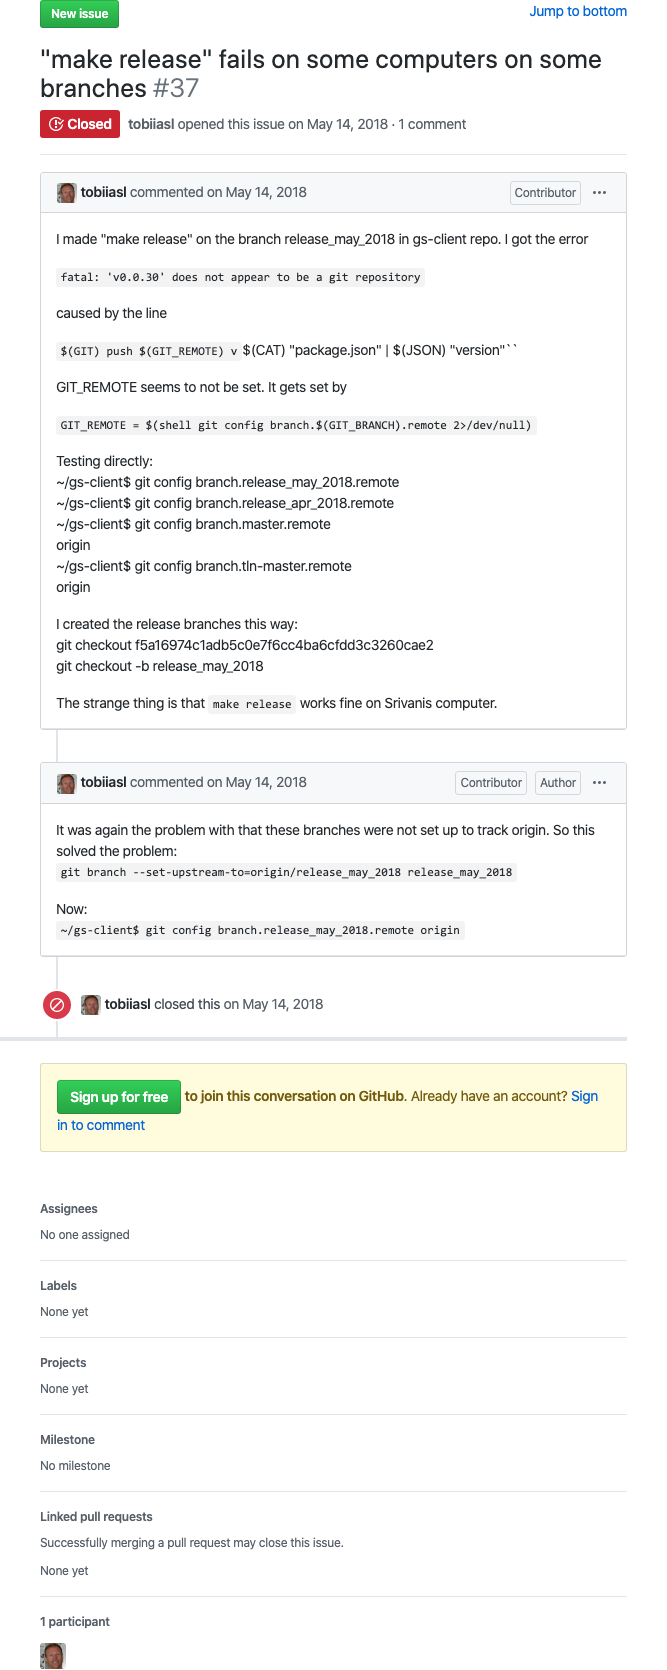 New issue
Jump to bottom
"make release" fails on some computers on some
branches #37
Closed tobiiasl opened this issue on May 14, 2018 · 1 comment
tobiiasl commented on May 14, 2018 Contributor ···
I made "make release" on the branch release_may_2018 in gs-client repo. I got the error
fatal: 'v0.0.30' does not appear to be a git repository
caused by the line
$(GIT) push $(GIT_REMOTE) v $(CAT) "package.json" | $(JSON) "version"``
GIT_REMOTE seems to not be set. It gets set by
GIT_REMOTE = $(shell git config branch.$(GIT_BRANCH).remote 2>/dev/null)
Testing directly:
~/gs-client$ git config branch.release_may_2018.remote
~/gs-client$ git config branch.release_apr_2018.remote
~/gs-client$ git config branch.master.remote
origin
~/gs-client$ git config branch.tln-master.remote
origin
I created the release branches this way:
git checkout f5a16974c1adb5c0e7f6cc4ba6cfdd3c3260cae2
git checkout -b release_may_2018
The strange thing is that make release works fine on Srivanis computer.
tobiiasl commented on May 14, 2018 Contributor Author ···
It was again the problem with that these branches were not set up to track origin. So this
solved the problem:
git branch --set-upstream-to=origin/release_may_2018 release_may_2018
Now:
~/gs-client$ git config branch.release_may_2018.remote origin
tobiiasl closed this on May 14, 2018
Sign up for free to join this conversation on GitHub. Already have an account? Sign
in to comment
Assignees
No one assigned
Labels
None yet
Projects
None yet
Milestone
No milestone
Linked pull requests
Successfully merging a pull request may close this issue.
None yet
1 participant